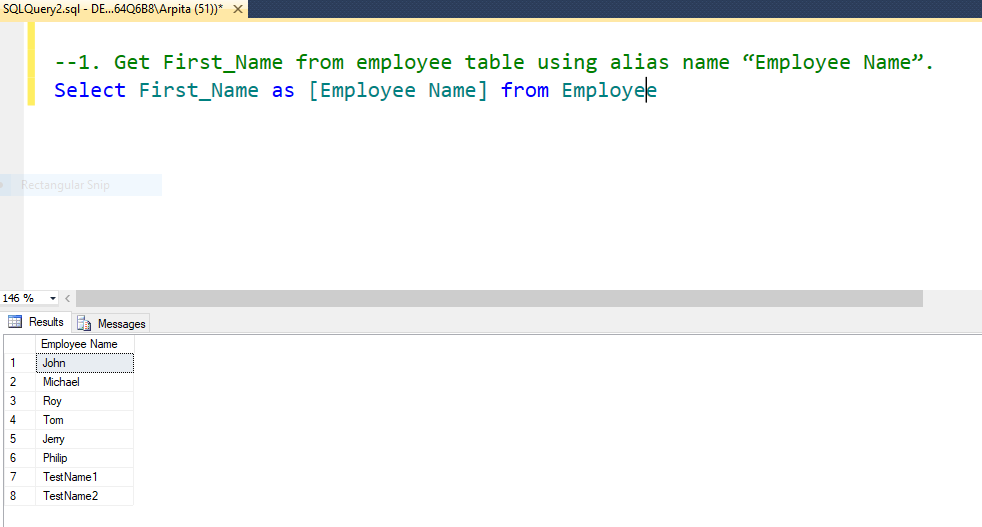 SQLQuery2.sql - DE...64Q6B8\Arpita (51))* ✕
--1. Get First_Name from employee table using alias name “Employee Name”.
Select First_Name as [Employee Name] from Employee
Rectangular Snip
146 %
Results Messages
Employee Name
1 John
2 Michael
3 Roy
4 Tom
5 Jerry
6 Philip
7 TestName1
8 TestName2